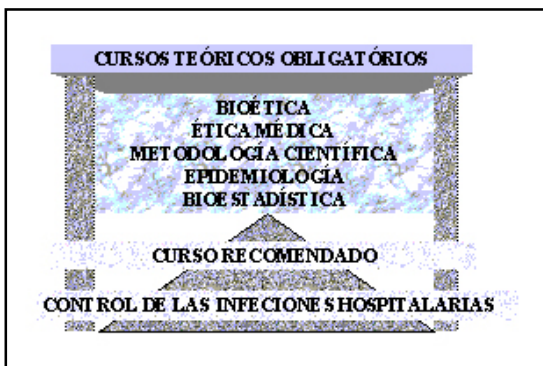 CURSOS TEÓRICOS OBLIGATÓRIOS
BIOÉTICA
ÉTICA MÉDICA
METODOLOGÍA CIENTÍFICA
EPIDEMIOLOGÍA
BIOESTADÍSTICA
CURSO RECOMENDADO
CONTROL DE LAS INFECIONES HOSPITALARIAS